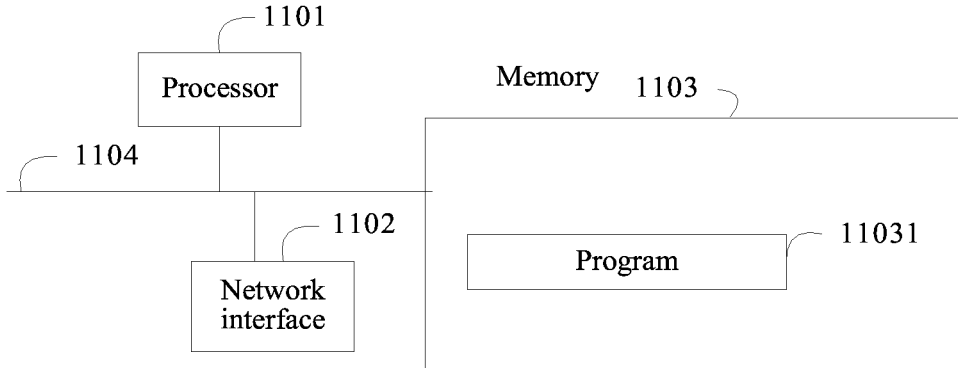 1101
Processor
Memory
1103
1104
1102
11031
Program
Network
interface